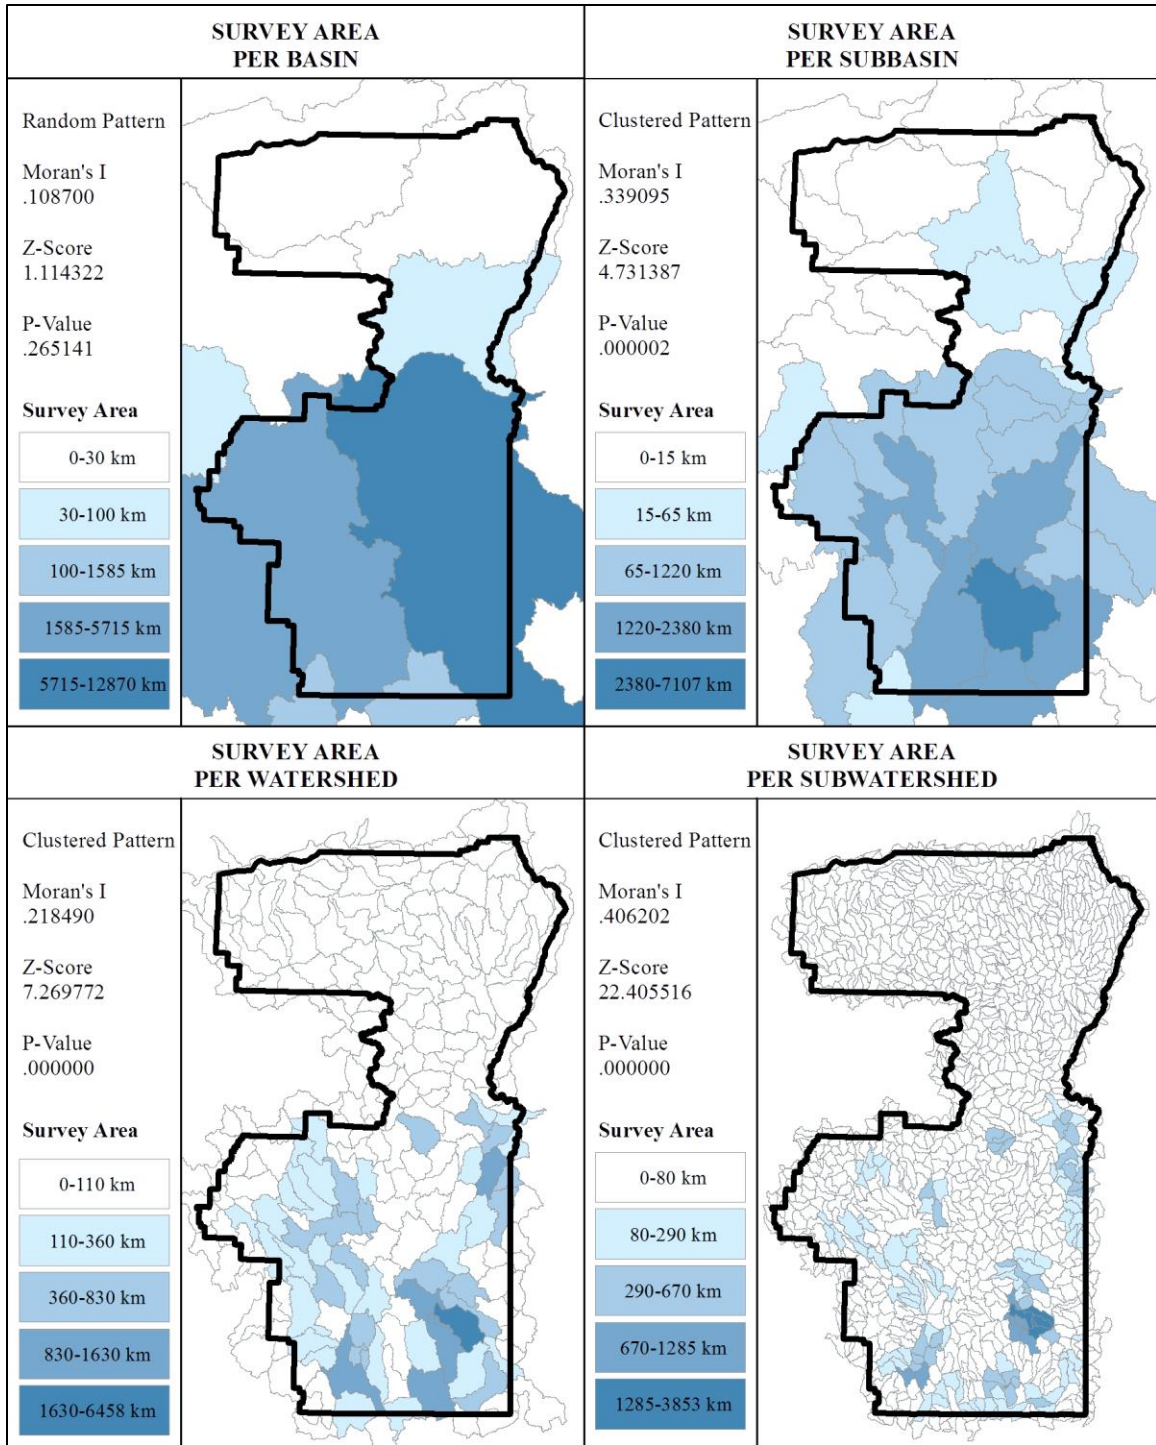 SURVEY AREA
PER BASIN
Random Pattern
Moran's I
.108700
Z-Score
1.114322
P-Value
.265141
Survey Area
0-30 km
30-100 km
100-1585 km
1585-5715 km
5715-12870 km
SURVEY AREA
PER SUBBASIN
Clustered Pattern
Moran's I
.339095
Z-Score
4.731387
P-Value
.000002
Survey Area
0-15 km
15-65 km
65-1220 km
1220-2380 km
2380-7107 km
SURVEY AREA
PER WATERSHED
Clustered Pattern
Moran's I
.218490
Z-Score
7.269772
P-Value
.000000
Survey Area
0-110 km
110-360 km
360-830 km
830-1630 km
1630-6458 km
SURVEY AREA
PER SUBWATERSHED
Clustered Pattern
Moran's I
.406202
Z-Score
22.405516
P-Value
.000000
Survey Area
0-80 km
80-290 km
290-670 km
670-1285 km
1285-3853 km